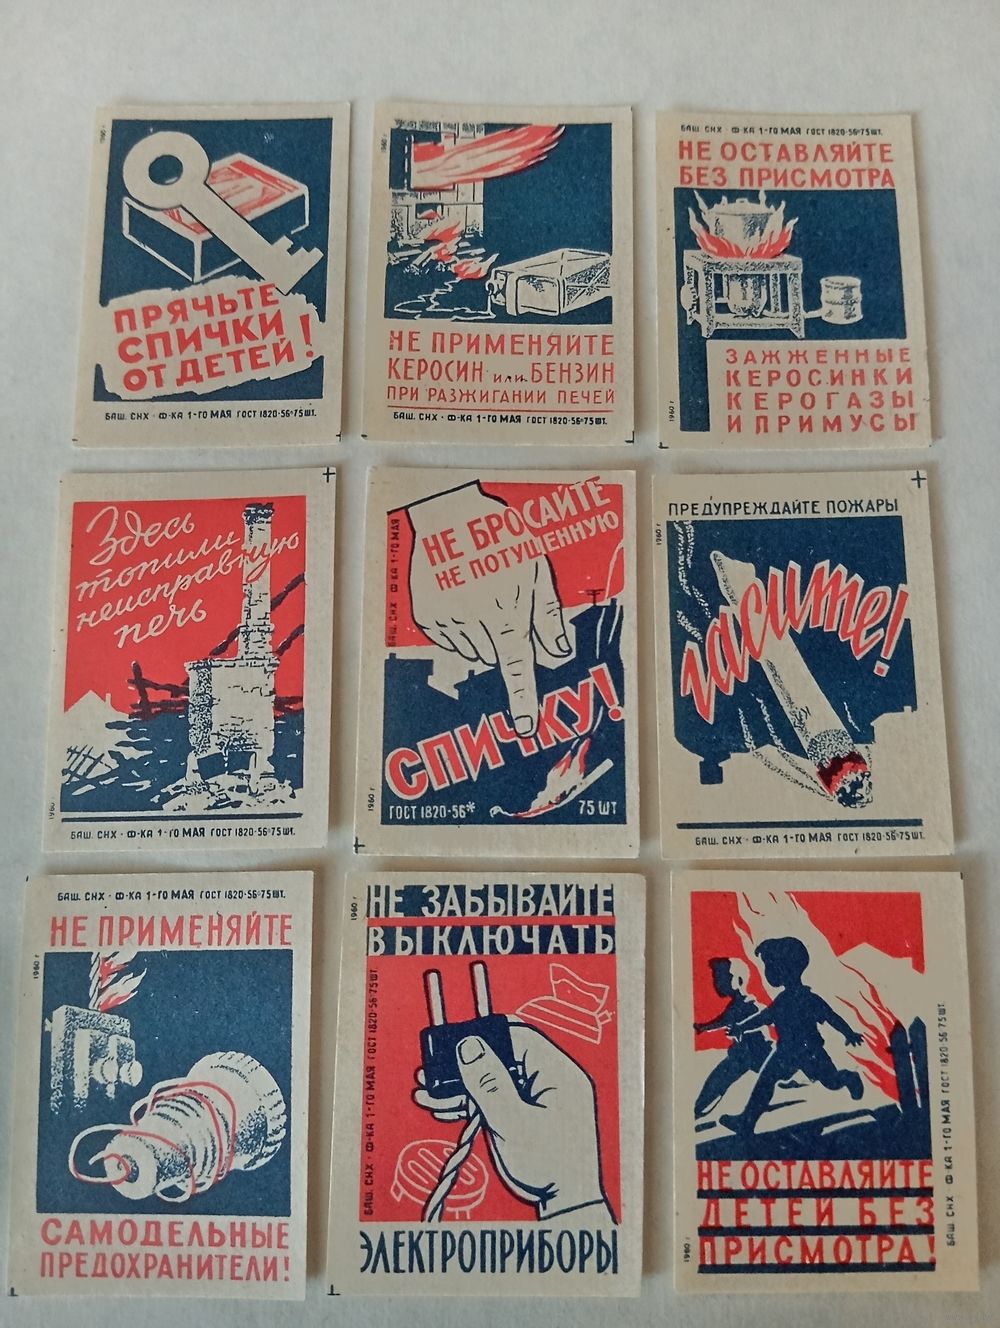 1960 г
ПРЯЧЬТЕ
СПИЧКИ
ОТ ДЕТЕЙ!
БАШ. СНХ · Ф-КА 1-ГО МАЯ ГОСТ 1820-56*75 ШТ.
1960 г
НЕ ПРИМЕНЯЙТЕ
КЕРОСИН ИЛИ БЕНЗИН
ПРИ РАЗЖИГАНИИ ПЕЧЕЙ
БАШ. СНХ · Ф-КА 1-ГО МАЯ ГОСТ 1820-56*75 ШТ.
БАШ. СНХ · Ф-КА 1-ГО МАЯ ГОСТ 1820-56*75 ШТ.
НЕ ОСТАВЛЯЙТЕ
БЕЗ ПРИСМОТРА
ЗАЖЖЕННЫЕ
КЕРОСИНКИ
КЕРОГАЗЫ
И ПРИМУСЫ
1960 г
Здесь
топили
неисправную
печь
1960 г
БАШ. СНХ · Ф-КА 1-ГО МАЯ ГОСТ 1820-56*75 ШТ.
НЕ БРОСАЙТЕ
НЕ ПОТУШЕННУЮ
СПИЧКУ!
БАШ. СНХ Ф-КА 1-ГО МАЯ
1960 г
ГОСТ 1820-56* 75 ШТ
ПРЕДУПРЕЖДАЙТЕ ПОЖАРЫ
1960 г
гасите!
БАШ. СНХ · Ф-КА 1-ГО МАЯ ГОСТ 1820-56*75 ШТ.
БАШ. СНХ · Ф-КА 1-ГО МАЯ ГОСТ 1820-56*75 ШТ.
НЕ ПРИМЕНЯЙТЕ
1960 г
САМОДЕЛЬНЫЕ
ПРЕДОХРАНИТЕЛИ!
1960 г
НЕ ЗАБЫВАЙТЕ
ВЫКЛЮЧАТЬ
БАШ. СНХ · Ф-КА 1-ГО МАЯ ГОСТ 1820-56*75 ШТ
ЭЛЕКТРОПРИБОРЫ
НЕ ОСТАВЛЯЙТЕ
ДЕТЕЙ БЕЗ
ПРИСМОТРА!
1960 г
БАШ СНХ · Ф-КА 1-ГО МАЯ ГОСТ 1820 56 75 ШТ.